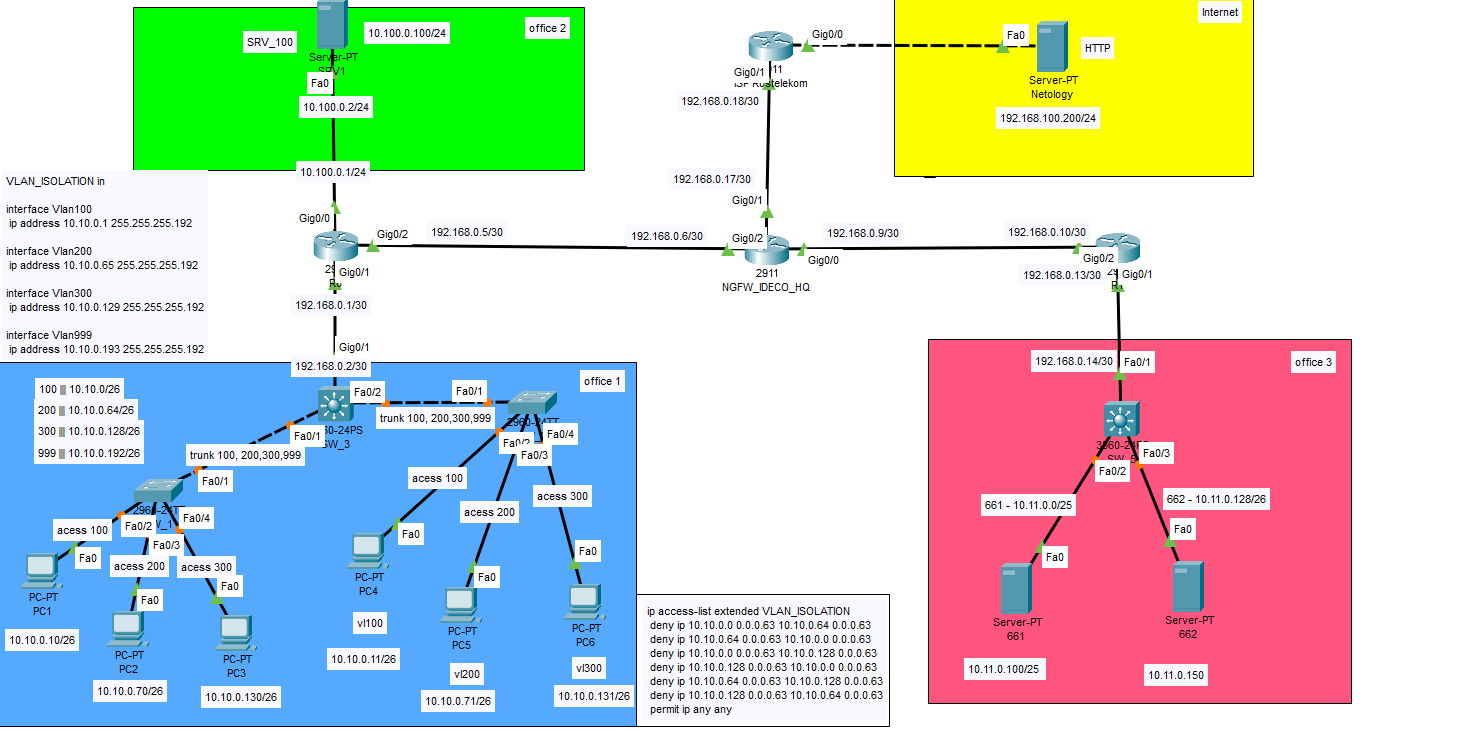 office 2
SRV_100
10.100.0.100/24
Server-PT
SRV1
Fa0
10.100.0.2/24
10.100.0.1/24
Gig0/0
Gig0/2
Gig0/1
192.168.0.1/30
Gig0/1
192.168.0.2/30
192.168.0.5/30
192.168.0.6/30
Gig0/2
Internet
Gig0/0
Fa0
HTTP
Server-PT
Netology
192.168.100.200/24
Gig0/1
192.168.0.18/30
192.168.0.17/30
Gig0/1
Gig0/0
2911
NGFW_IDECO_HQ
192.168.0.9/30
192.168.0.10/30
Gig0/2
192.168.0.13/30
Gig0/1
VLAN_ISOLATION in
interface Vlan100
ip address 10.10.0.1 255.255.255.192
interface Vlan200
ip address 10.10.0.65 255.255.255.192
interface Vlan300
ip address 10.10.0.129 255.255.255.192
interface Vlan999
ip address 10.10.0.193 255.255.255.192
office 1
100 10.10.0/26
200 10.10.0.64/26
300 10.10.0.128/26
999 10.10.0.192/26
Fa0/2
Fa0/1
trunk 100, 200,300,999
SW_3
Fa0/1
trunk 100, 200,300,999
Fa0/1
Fa0/2
Fa0/4
Fa0/3
acess 100
acess 200
acess 300
Fa0
Fa0
Fa0
PC-PT
PC1
10.10.0.10/26
PC-PT
PC2
10.10.0.70/26
PC-PT
PC3
10.10.0.130/26
Fa0/4
Fa0/3
acess 100
acess 200
acess 300
Fa0
Fa0
Fa0
PC-PT
PC4
vl100
10.10.0.11/26
PC-PT
PC5
vl200
10.10.0.71/26
PC-PT
PC6
vl300
10.10.0.131/26
ip access-list extended VLAN_ISOLATION
deny ip 10.10.0.0 0.0.0.63 10.10.0.64 0.0.0.63
deny ip 10.10.0.64 0.0.0.63 10.10.0.0 0.0.0.63
deny ip 10.10.0.0 0.0.0.63 10.10.0.128 0.0.0.63
deny ip 10.10.0.128 0.0.0.63 10.10.0.0 0.0.0.63
deny ip 10.10.0.64 0.0.0.63 10.10.0.128 0.0.0.63
deny ip 10.10.0.128 0.0.0.63 10.10.0.64 0.0.0.63
permit ip any any
office 3
192.168.0.14/30
Fa0/1
Fa0/3
Fa0/2
661 - 10.11.0.0/25
662 - 10.11.0.128/26
Fa0
Fa0
Server-PT
661
10.11.0.100/25
Server-PT
662
10.11.0.150